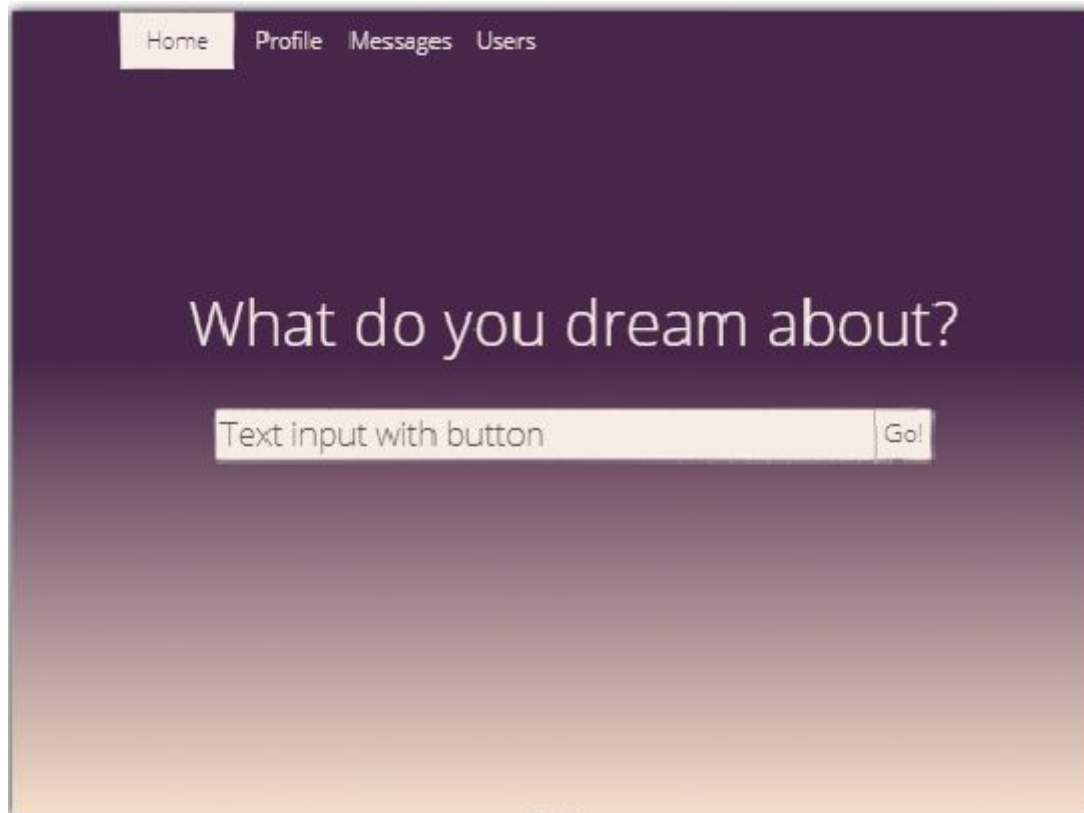 Home Profile Messages Users
What do you dream about?
Text input with button Go!